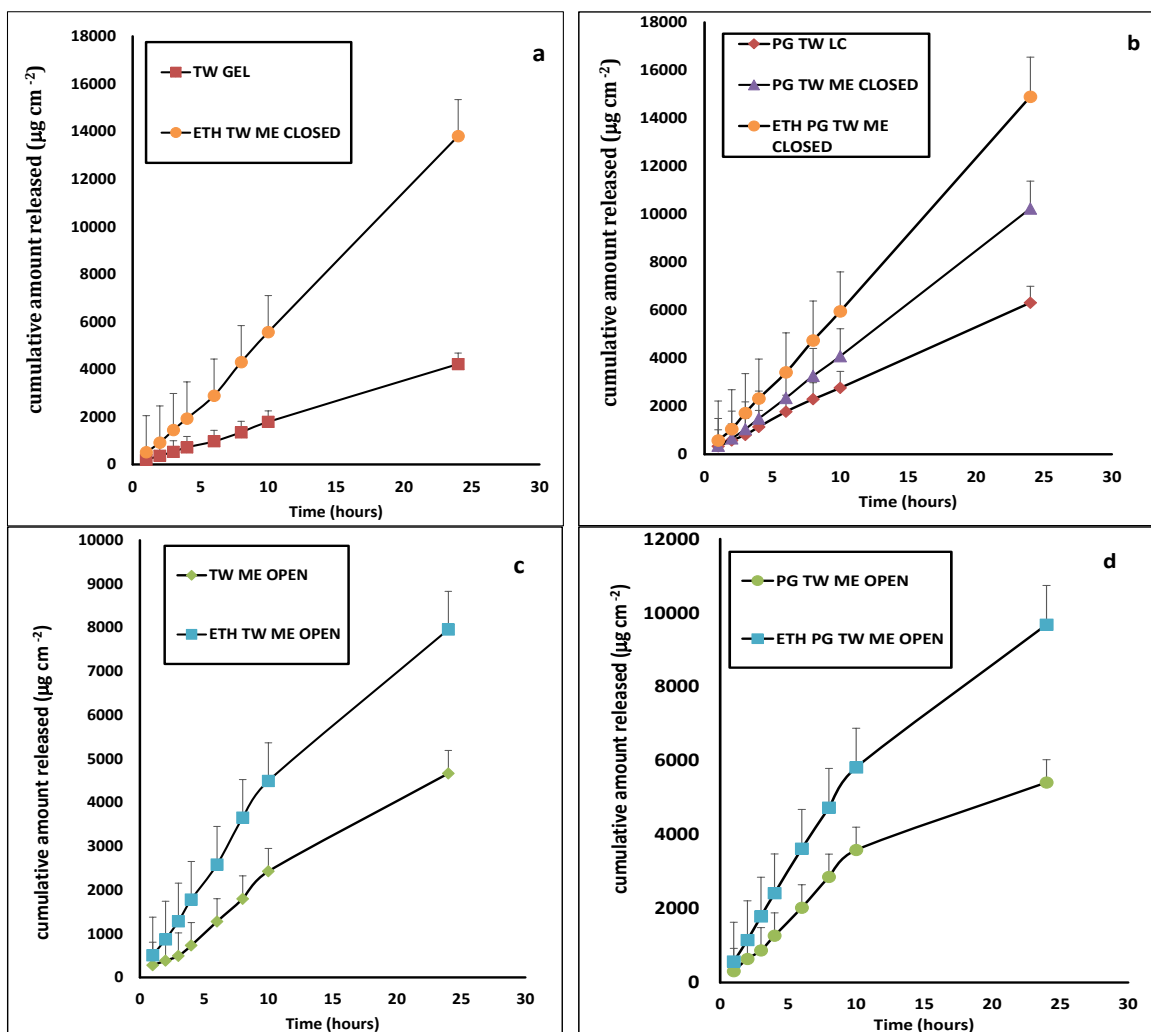 a
TW GEL
ETH TW ME CLOSED
cumulative amount released (µg cm -2)
18000
16000
14000
12000
10000
8000
6000
4000
2000
0
0 5 10 15 20 25 30
Time (hours)
b
PG TW LC
PG TW ME CLOSED
ETH PG TW ME
CLOSED
cumulative amount released (µg cm-2)
18000
16000
14000
12000
10000
8000
6000
4000
2000
0
0 5 10 15 20 25 30
Time (hours)
c
TW ME OPEN
ETH TW ME OPEN
cumulative amount released (µg cm-2)
10000
9000
8000
7000
6000
5000
4000
3000
2000
1000
0
0 5 10 15 20 25 30
Time (hours)
d
PG TW ME OPEN
ETH PG TW ME OPEN
cumulative amount released (µg cm-2)
12000
10000
8000
6000
4000
2000
0
0 5 10 15 20 25 30
Time (hours)